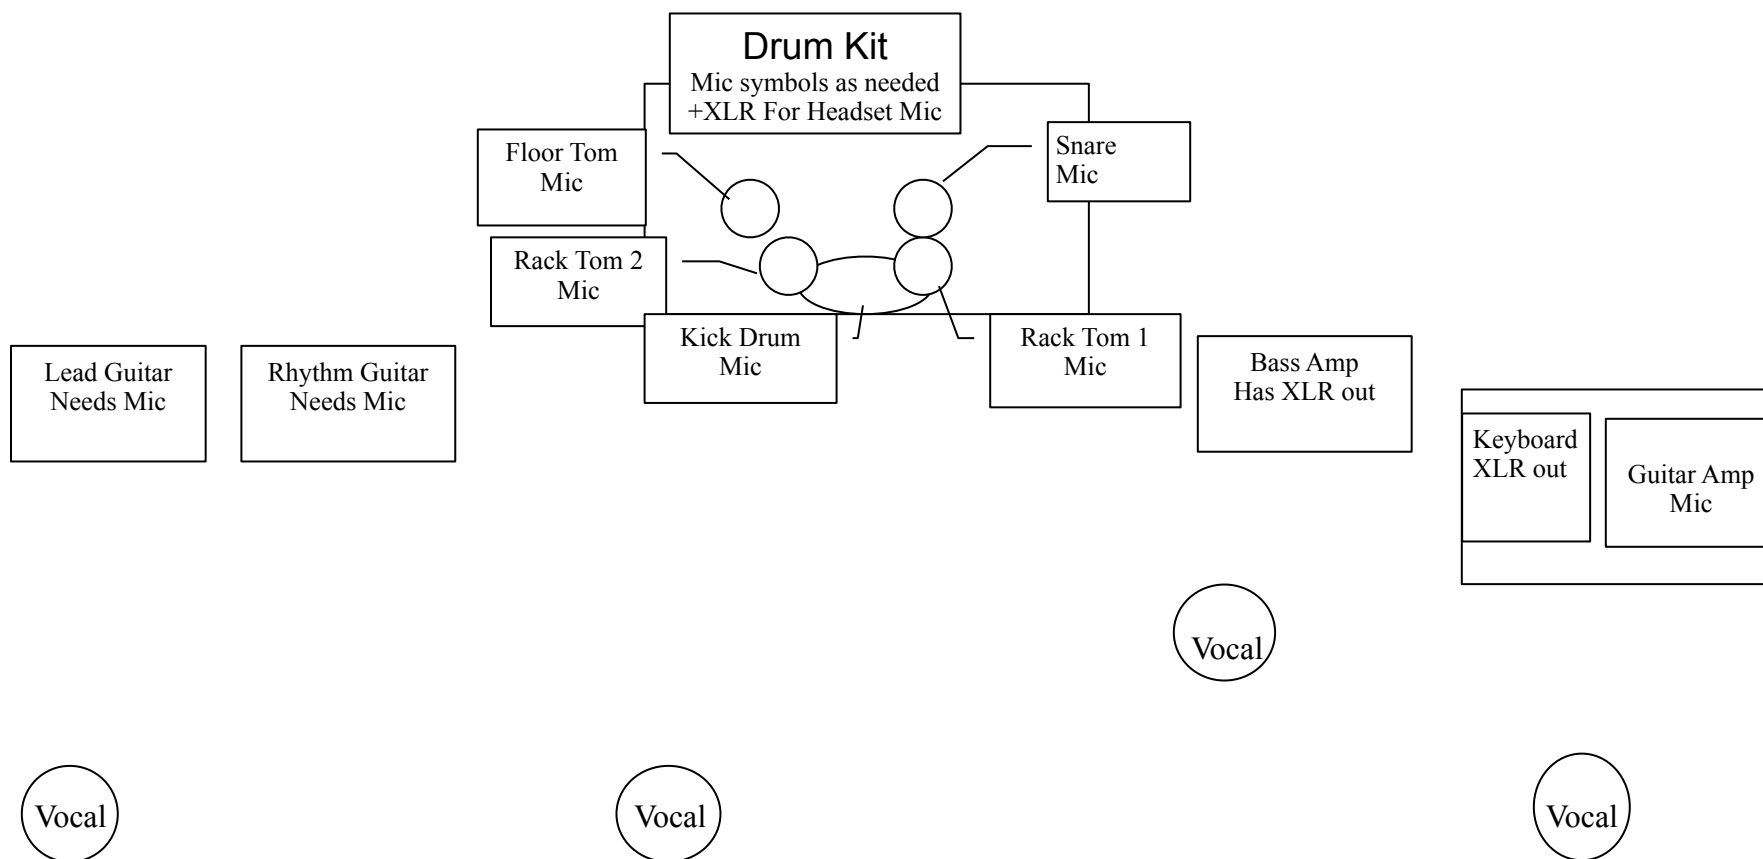 Drum Kit
Mic symbols as needed
+XLR For Headset Mic
Floor Tom
Mic
Snare
Mic
Rack Tom 2
Mic
Kick Drum
Mic
Rack Tom 1
Mic
Lead Guitar
Needs Mic
Rhythm Guitar
Needs Mic
Bass Amp
Has XLR out
Keyboard
XLR out
Guitar Amp
Mic
Vocal
Vocal
Vocal
Vocal